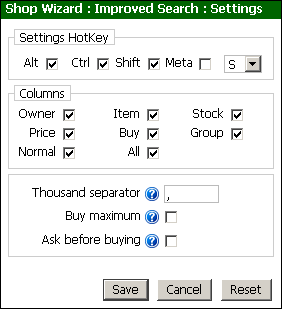 Shop Wizard : Improved Search : Settings
Settings HotKey
Alt Ctrl Shift Meta S
Columns
Owner Item Stock
Price Buy Group
Normal All
Thousand separator ? ,
Buy maximum ?
Ask before buying ?
Save Cancel Reset